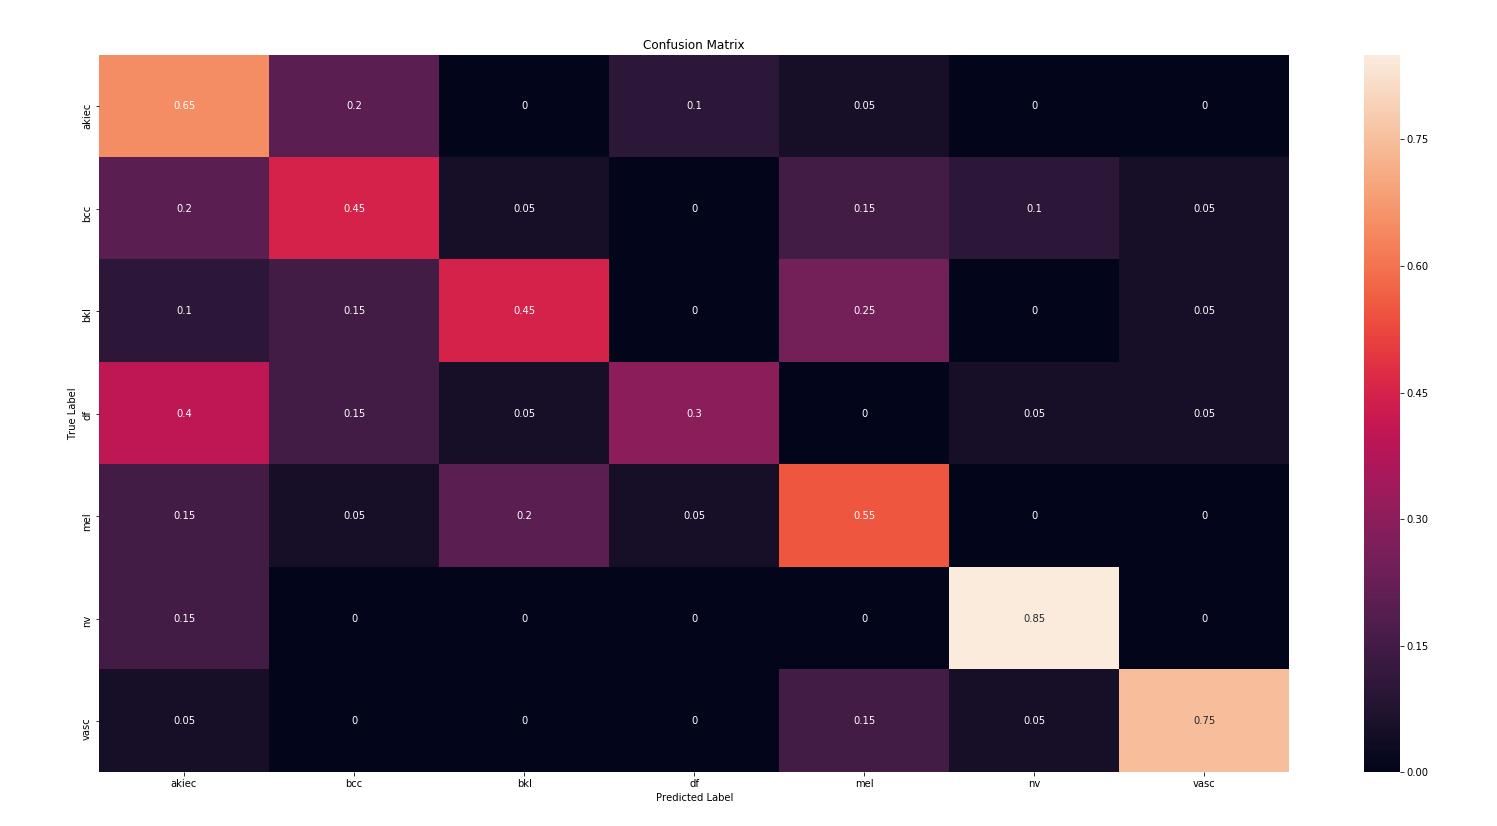 Confusion Matrix
akiec 0.65 0.2 0 0.1 0.05 0 0
bcc 0.2 0.45 0.05 0 0.15 0.1 0.05
bkl 0.1 0.15 0.45 0 0.25 0 0.05
df 0.4 0.15 0.05 0.3 0 0.05 0.05
mel 0.15 0.05 0.2 0.05 0.55 0 0
nv 0.15 0 0 0 0 0.85 0
vasc 0.05 0 0 0 0.15 0.05 0.75
akiec bcc bkl df mel nv vasc
Predicted Label
True Label
0.75
0.60
0.45
0.30
0.15
0.00